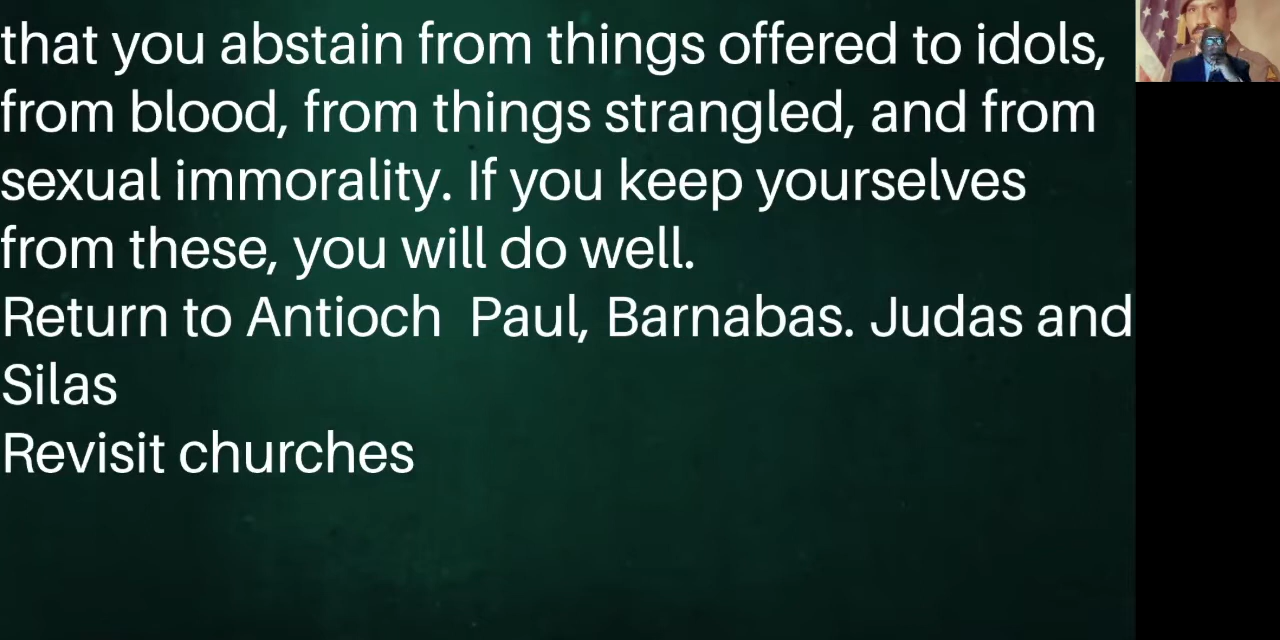 that you abstain from things offered to idols,
from blood, from things strangled, and from
sexual immorality. If you keep yourselves
from these, you will do well.
Return to Antioch  Paul, Barnabas. Judas and
Silas
Revisit churches